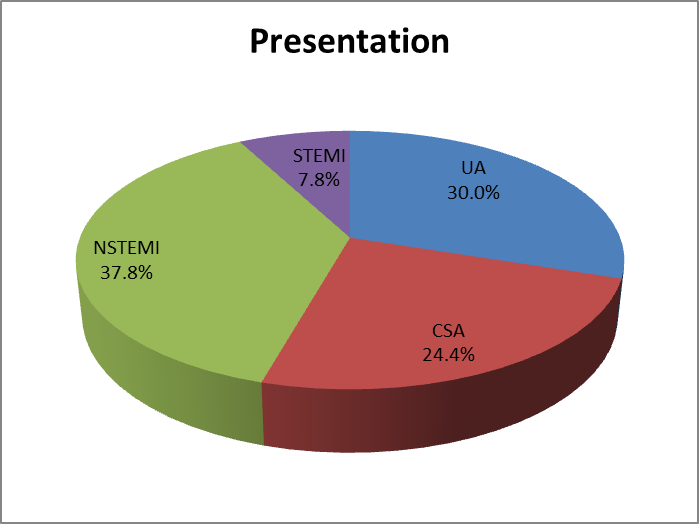 Presentation
STEMI
7.8%
UA
30.0%
NSTEMI
37.8%
CSA
24.4%